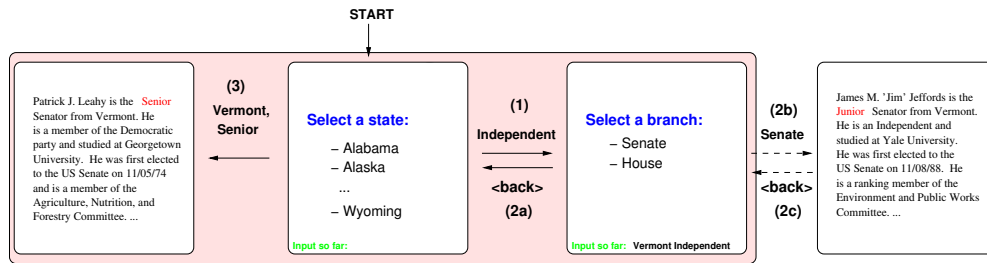 START
Patrick J. Leahy is the Senior
Senator from Vermont. He
is a member of the Democratic
party and studied at Georgetown
University. He was first elected
to the US Senate on 11/05/74
and is a member of the
Agriculture, Nutrition, and
Forestry Committee. ...
(3)
Vermont,
Senior
Select a state:
– Alabama
– Alaska
...
– Wyoming
Input so far:
(1)
Independent
<back>
(2a)
Select a branch:
– Senate
– House
Input so far: Vermont Independent
(2b)
Senate
<back>
(2c)
James M. 'Jim' Jeffords is the
Junior Senator from Vermont.
He is an Independent and
studied at Yale University.
He was first elected to the
US Senate on 11/08/88. He
is a ranking member of the
Environment and Public Works
Committee. ...